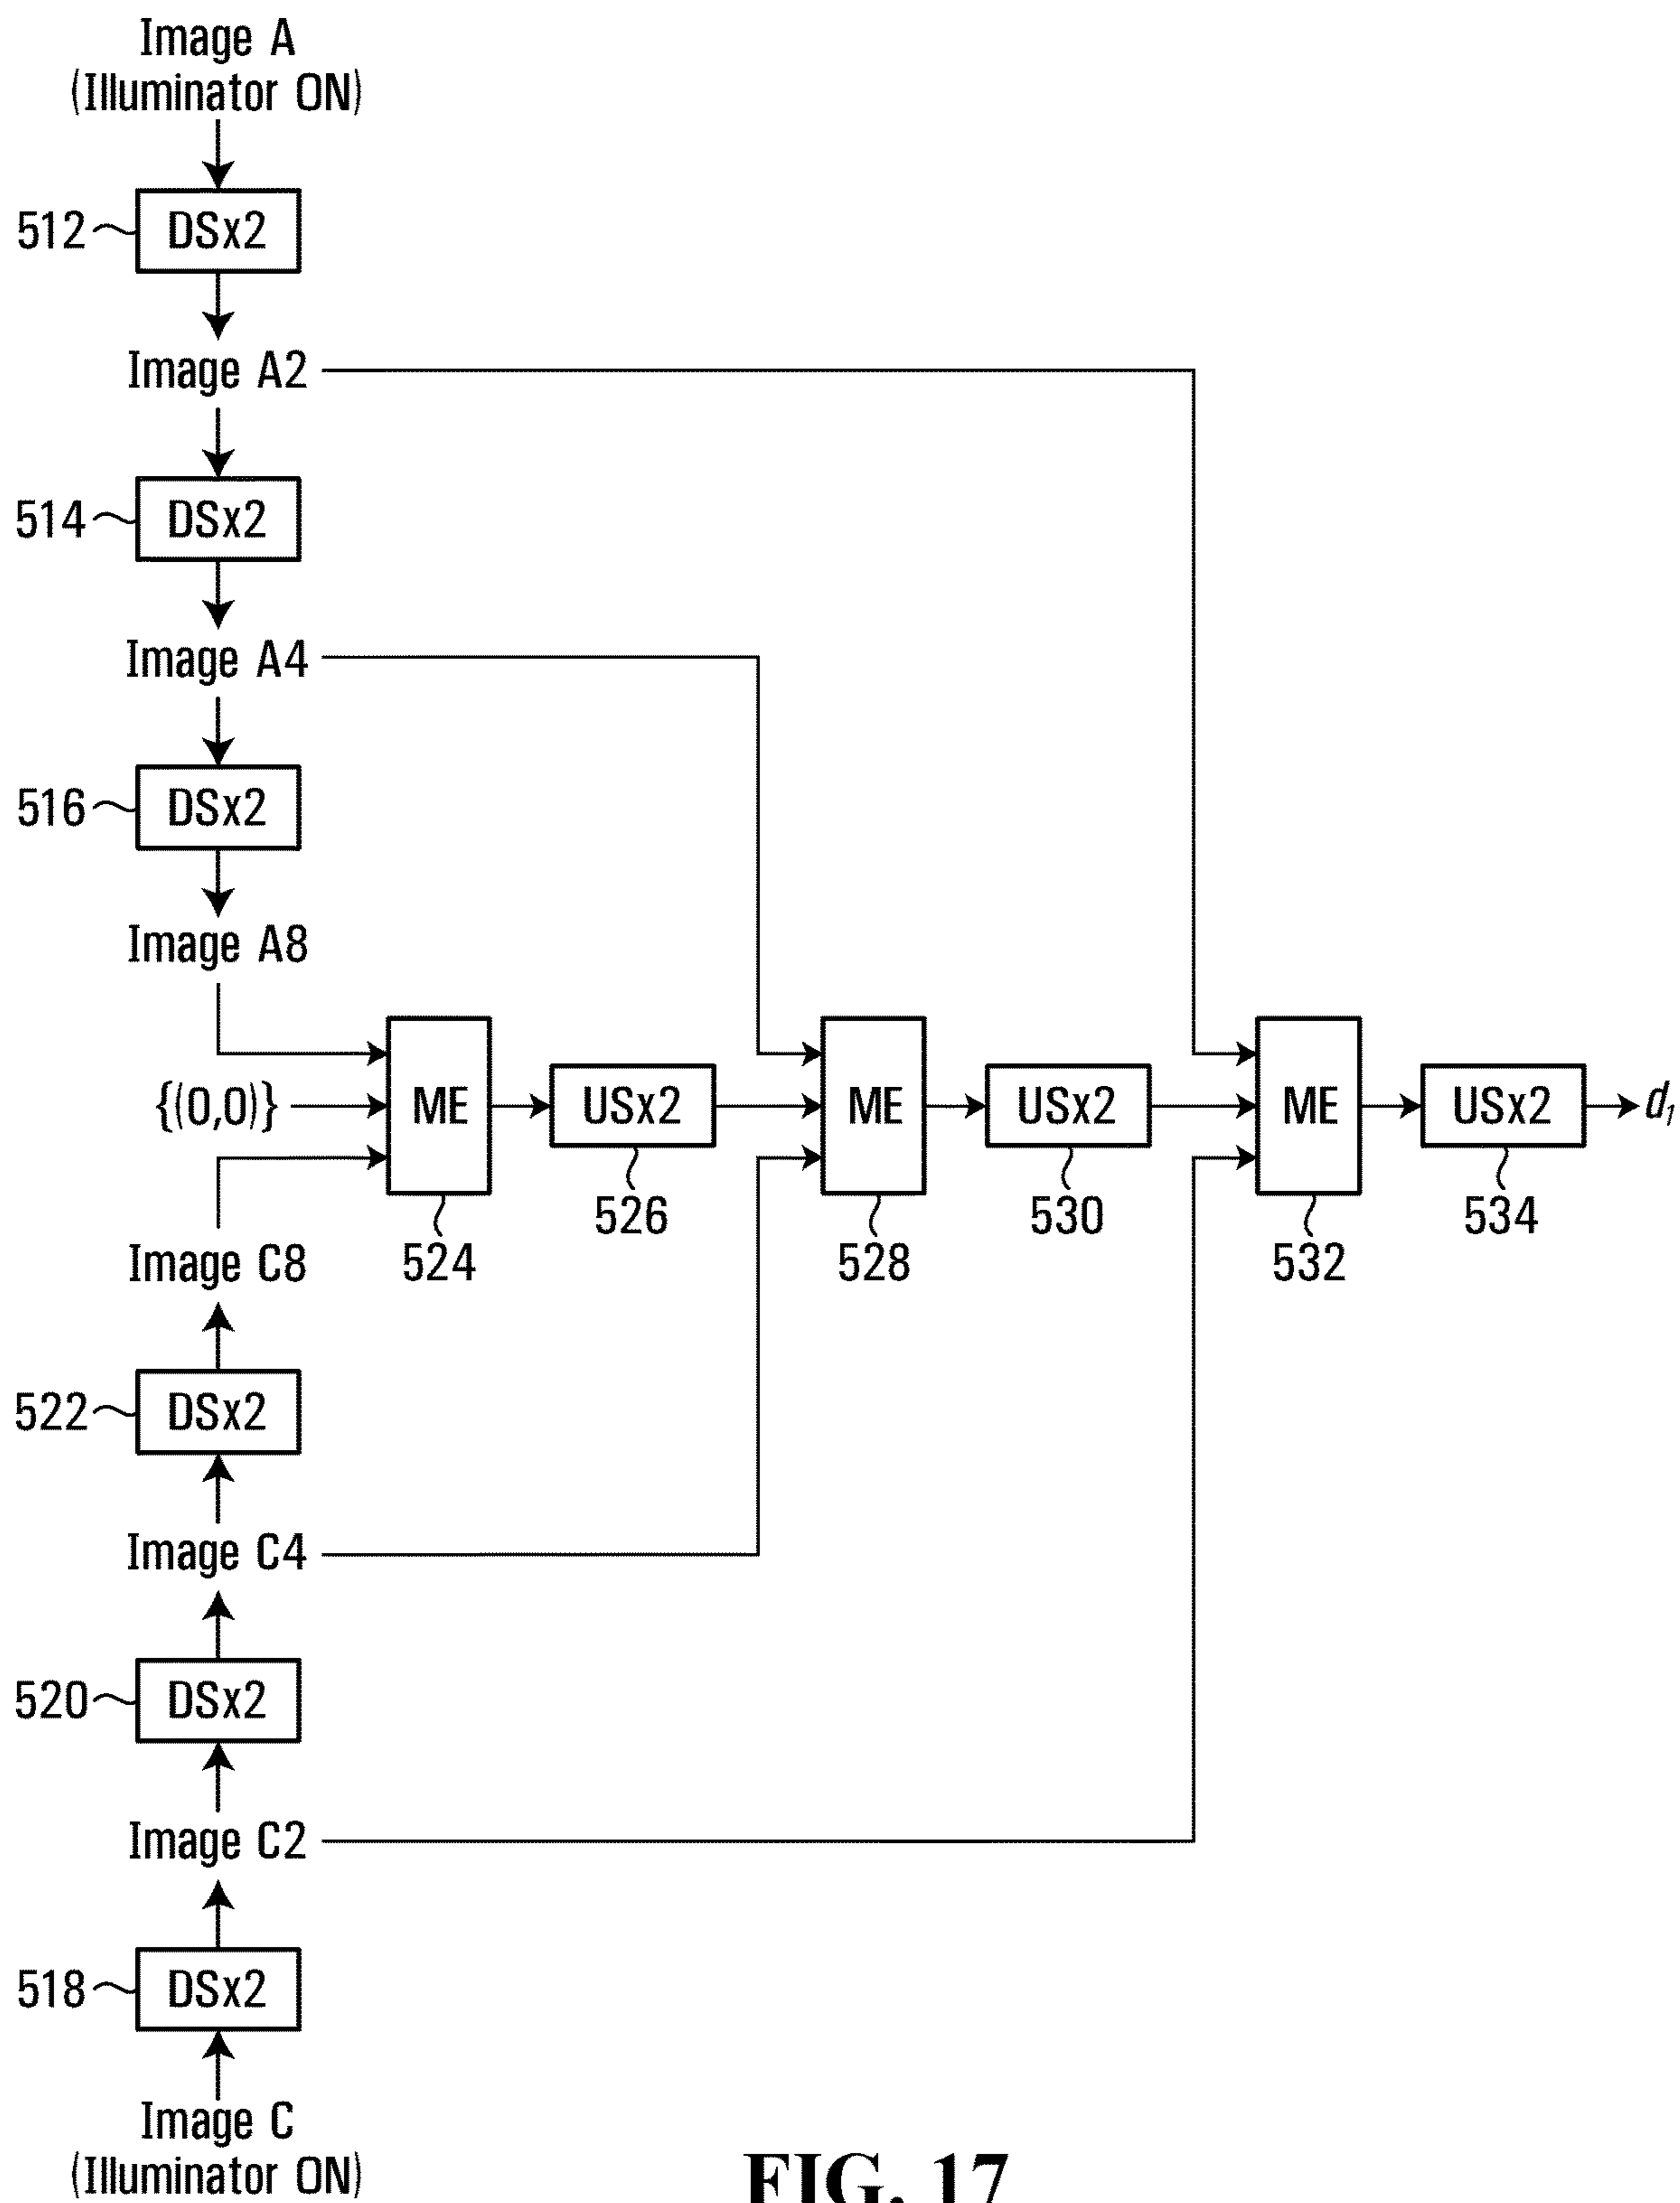 Image A
(Illuminator ON)
512
DSx2
Image A2
514
DSx2
Image A4
516
DSx2
Image A8
{(0,0)}
ME
USx2
ME
USx2
ME
USx2
d1
526
530
534
524
528
532
Image C8
522
DSx2
Image C4
520
DSx2
Image C2
518
DSx2
Image C
(Illuminator ON)
FIG. 17